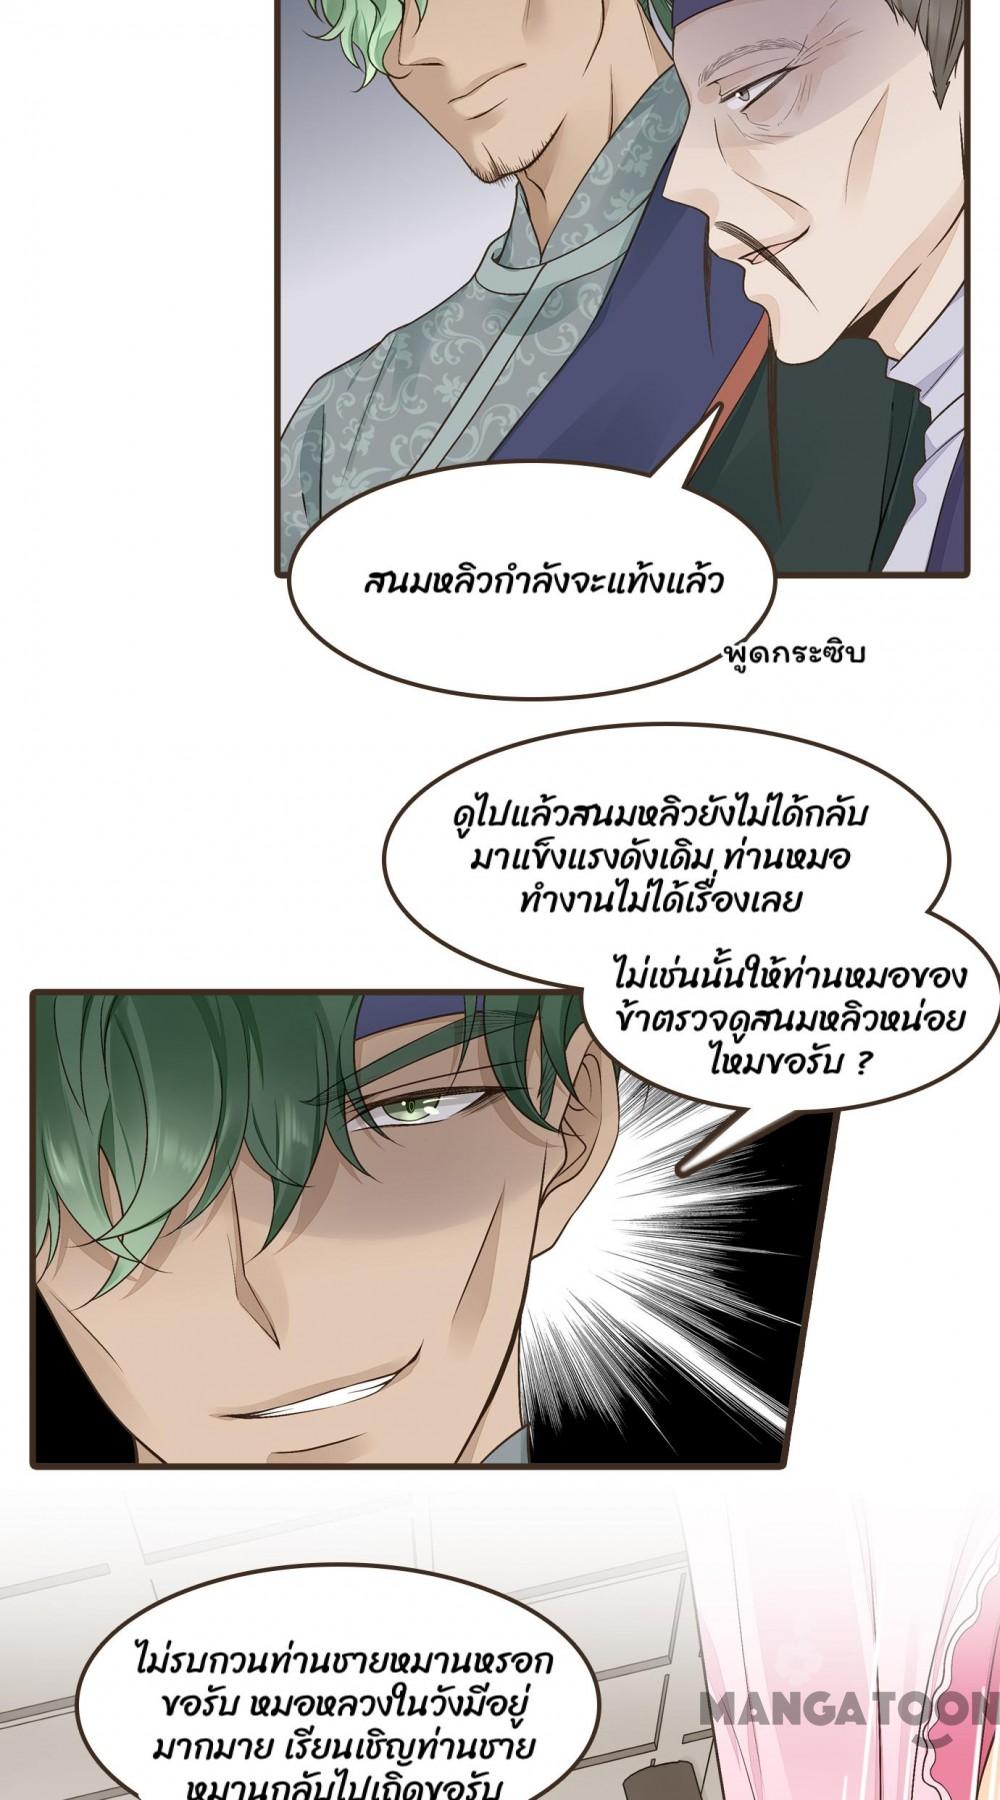 สนมหลิวกำลังจะแท้งแล้ว
พูดกระซิบ
ดูไปแล้วสนมหลิวยังไม่ได้กลับ
มาแข็งแรงดังเดิม ท่านหมอ
ทำงานไม่ได้เรื่องเลย
ไม่เช่นนั้นให้ท่านหมอของ
ข้าตรวจดูสนมหลิวหน่อย
ไหมขอรับ ?
ไม่รบกวนท่านชายหมานหรอก
ขอรับ หมอหลวงในวังมีอยู่
มากมาย เรียนเชิญท่านชาย
หมานกลับไปเถิดขอรับ
MANGATOON